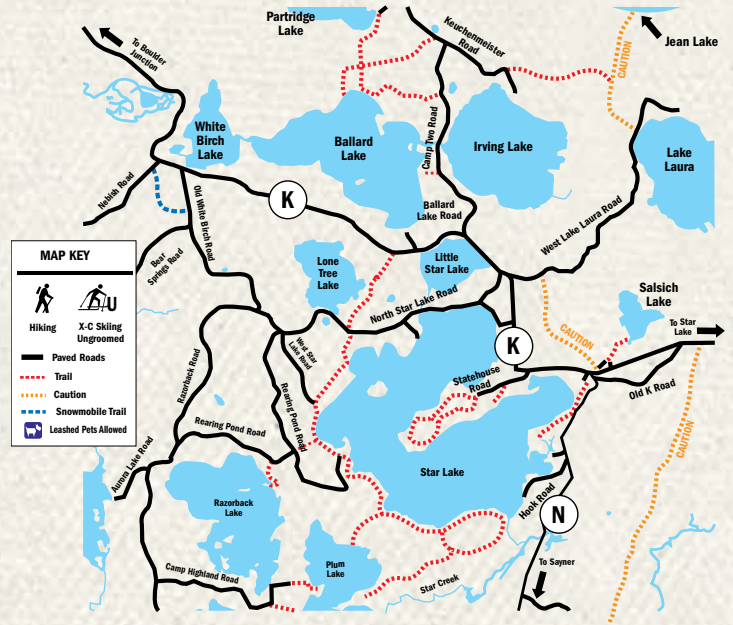 Partridge
Lake
Keuchenmeister
Road
Jean Lake
CAUTION
To Boulder
Junction
White
Birch
Lake
Ballard
Lake
Camp Two Road
Irving Lake
Lake
Laura
Nebish Road
Old White Birch Road
K
Ballard
Lake Road
West Lake Laura Road
Bear
Springs Road
Lone
Tree
Lake
Little
Star Lake
North Star Lake Road
Salsich
Lake
To Star
Lake
CAUTION
K
MAP KEY
Hiking
X-C Skiing
Ungroomed
U
Paved Roads
Trail
Caution
Snowmobile Trail
Leashed Pets Allowed
West Star
Lake Road
Razorback Road
Rearing Pond Road
Statehouse
Road
Old K Road
Rearing Pond Road
CAUTION
Aurora Lake Road
Star Lake
Razorback
Lake
Hook Road
N
Plum
Lake
Camp Highland Road
Star Creek
To Sayner